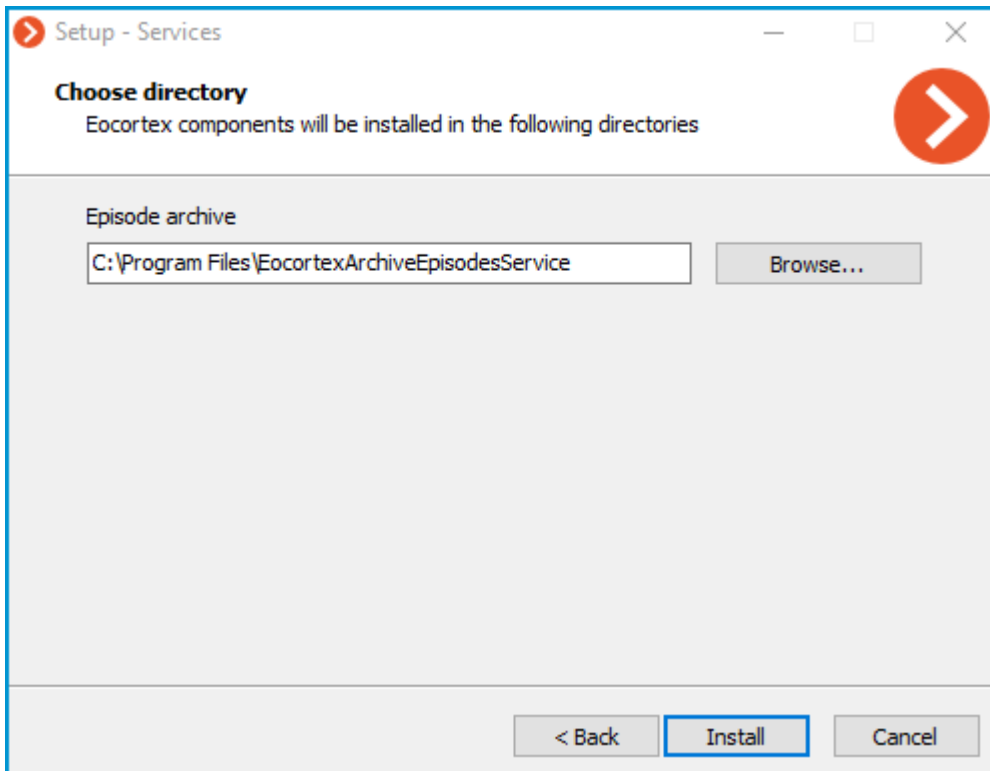 Setup - Services
Choose directory
Eocortex components will be installed in the following directories
Episode archive
C:\Program Files\EocortexArchiveEpisodesService
Browse...
< Back
Install
Cancel